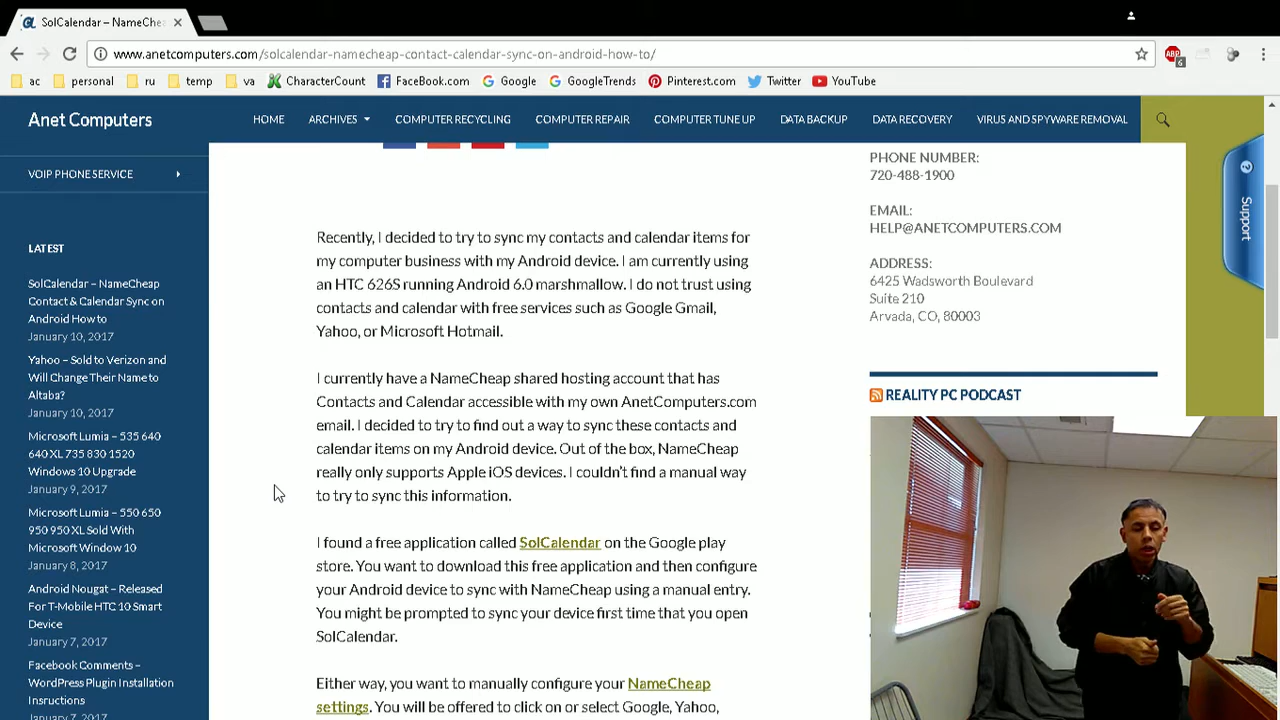 SolCalendar – NameChea
www.anetcomputers.com/solcalendar-namecheap-contact-calendar-sync-on-android-how-to/
ABP
6
ac
personal
ru
temp
va
CharacterCount
FaceBook.com
Google
GoogleTrends
Pinterest.com
Twitter
YouTube
Anet Computers
HOME
ARCHIVES
COMPUTER RECYCLING
COMPUTER REPAIR
COMPUTER TUNE UP
DATA BACKUP
DATA RECOVERY
VIRUS AND SPYWARE REMOVAL
VOIP PHONE SERVICE
LATEST
SolCalendar – NameCheap
Contact & Calendar Sync on
Android How to
January 10, 2017
Yahoo – Sold to Verizon and
Will Change Their Name to
Altaba?
January 10, 2017
Microsoft Lumia – 535 640
640 XL 735 830 1520
Windows 10 Upgrade
January 9, 2017
Microsoft Lumia – 550 650
950 950 XL Sold With
Microsoft Window 10
January 8, 2017
Android Nougat – Released
For T-Mobile HTC 10 Smart
Device
January 7, 2017
Facebook Comments –
WordPress Plugin Installation
Insructions
January 7, 2017
Recently, I decided to try to sync my contacts and calendar items for
my computer business with my Android device. I am currently using
an HTC 626S running Android 6.0 marshmallow. I do not trust using
contacts and calendar with free services such as Google Gmail,
Yahoo, or Microsoft Hotmail.
I currently have a NameCheap shared hosting account that has
Contacts and Calendar accessible with my own AnetComputers.com
email. I decided to try to find out a way to sync these contacts and
calendar items on my Android device. Out of the box, NameCheap
really only supports Apple iOS devices. I couldn't find a manual way
to try to sync this information.
I found a free application called SolCalendar on the Google play
store. You want to download this free application and then configure
your Android device to sync with NameCheap using a manual entry.
You might be prompted to sync your device first time that you open
SolCalendar.
Either way, you want to manually configure your NameCheap
settings. You will be offered to click on or select Google, Yahoo,
PHONE NUMBER:
720-488-1900
EMAIL:
HELP@ANETCOMPUTERS.COM
ADDRESS:
6425 Wadsworth Boulevard
Suite 210
Arvada, CO, 80003
REALITY PC PODCAST
Support